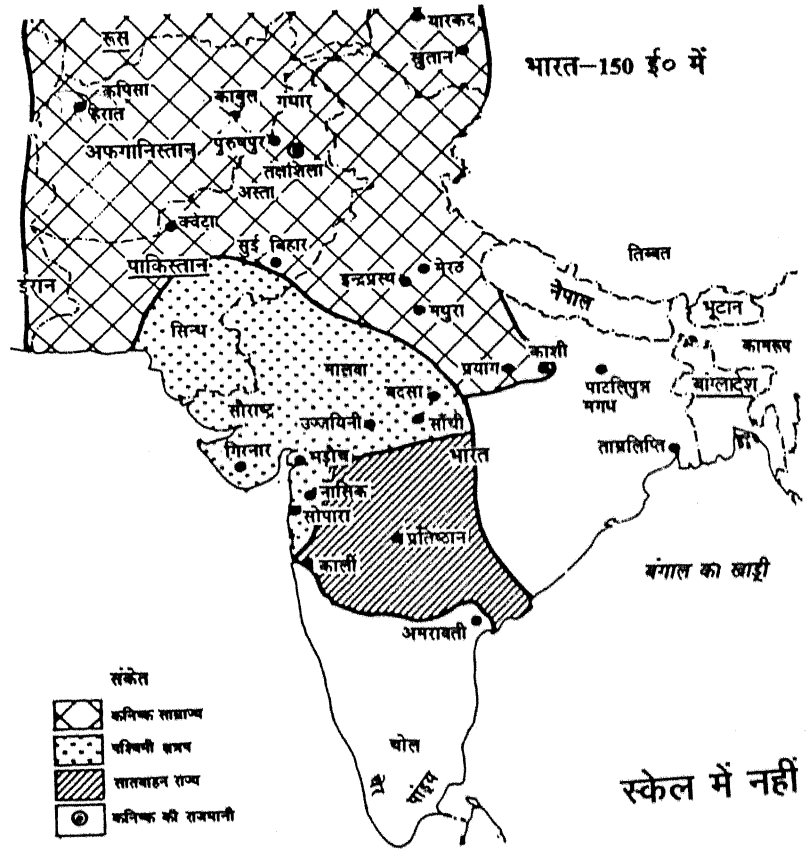 भारत–150 ई० में
यारकंद
खुतान
रूस
कपिसा
हेरात
काबुल
गंधार
अफगानिस्तान
पुरुषपुर
तक्षशिला
अस्ता
क्वेटा
सुई बिहार
पाकिस्तान
ईरान
इन्द्रप्रस्थ
मेरठ
मथुरा
तिब्बत
नेपाल
भूटान
कामरूप
सिन्ध
मालवा
प्रयाग
काशी
पाटलिपुत्र
मगध
बांग्लादेश
बदसा
सौराष्ट्र
उज्जयिनी
साँची
गिरनार
भड़ौच
भारत
ताम्रलिप्ति
नासिक
सोपारा
प्रतिष्ठान
कार्ली
बंगाल का खाड़ी
अमरावती
संकेत
कनिष्क साम्राज्य
पश्चिमी क्षत्रप
सातवाहन राज्य
कनिष्क की राजधानी
चोल
चेर
पांड्य
स्केल में नहीं